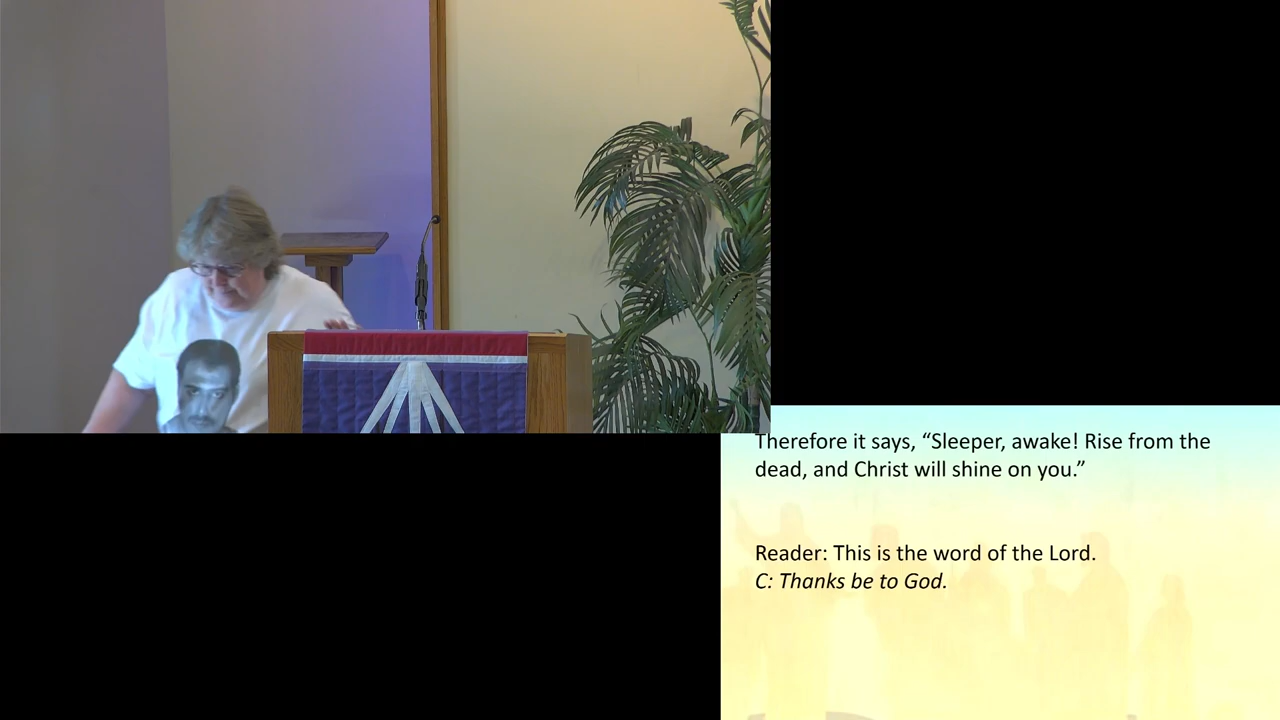 Therefore it says, “Sleeper, awake! Rise from the
dead, and Christ will shine on you.”
Reader: This is the word of the Lord.
C: Thanks be to God.